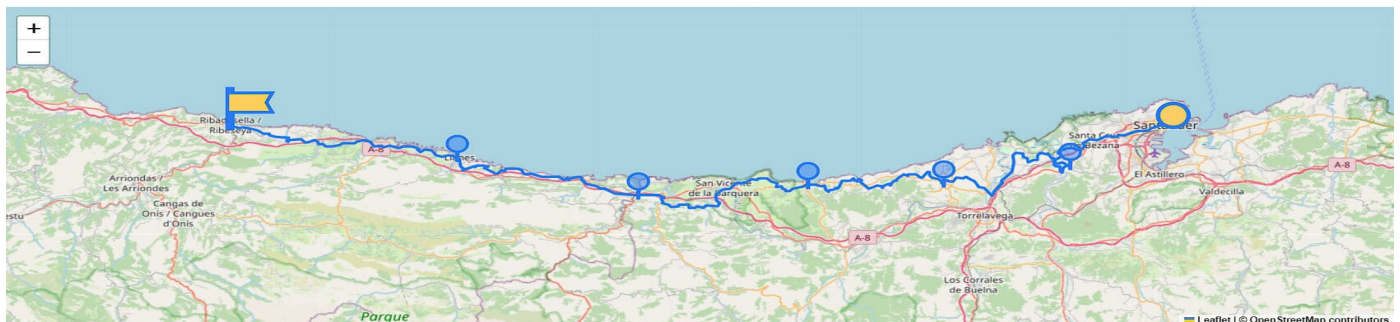 +
−
Ribadesella /
Ribeseya
A-8
Santander
Santa Cruz
de Bezana
El Astillero
Valdecilla
A-8
Arriondas /
Les Arriondes
Cangas de
Onís / Cangues
d'Onís
San Vicente
de la Barquera
Torrelavega
A-8
Los Corrales
de Buelna
Parque
Leaflet | © OpenStreetMap contributors